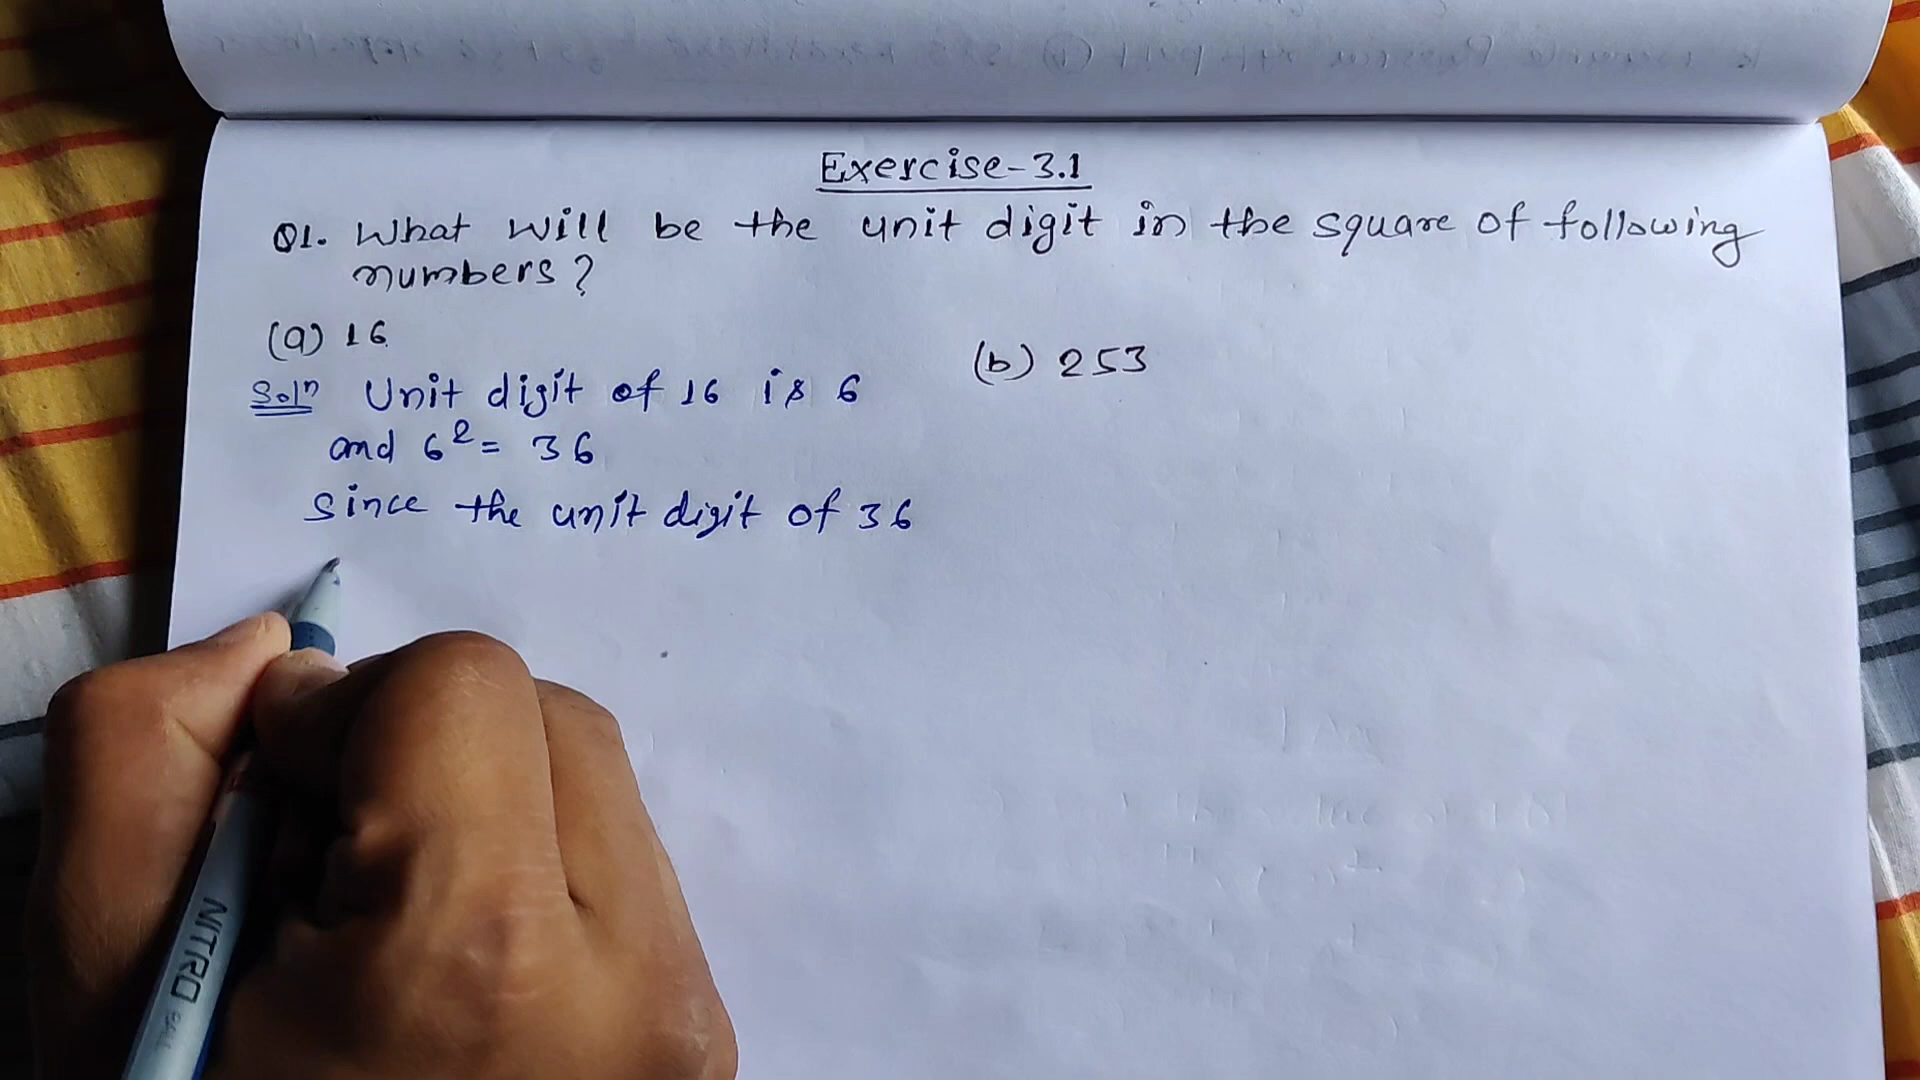 Exercise-3.1
Q1. What will be the unit digit in the square of following
numbers?
(a) 16
(b) 253
Solⁿ Unit digit of 16 is 6
and 6² = 36
Since the unit digit of 36
NITRO